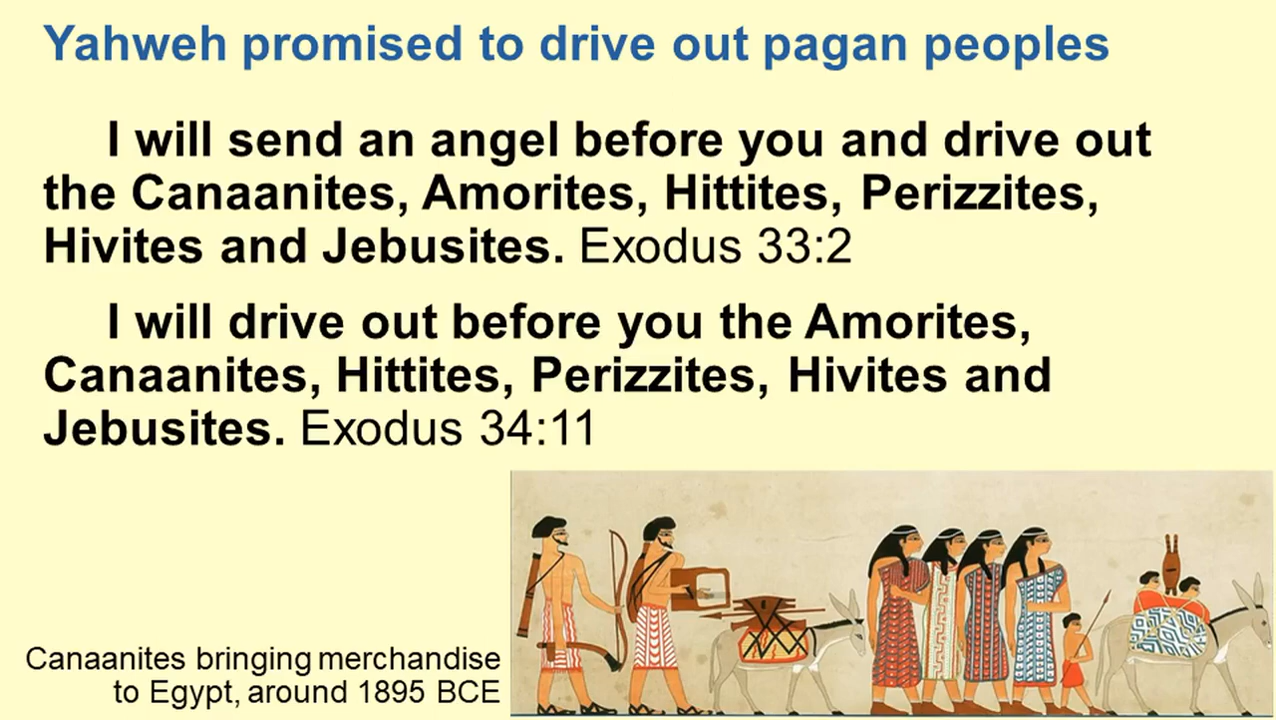 Yahweh promised to drive out pagan peoples
I will send an angel before you and drive out
the Canaanites, Amorites, Hittites, Perizzites,
Hivites and Jebusites. Exodus 33:2
I will drive out before you the Amorites,
Canaanites, Hittites, Perizzites, Hivites and
Jebusites. Exodus 34:11
Canaanites bringing merchandise
to Egypt, around 1895 BCE